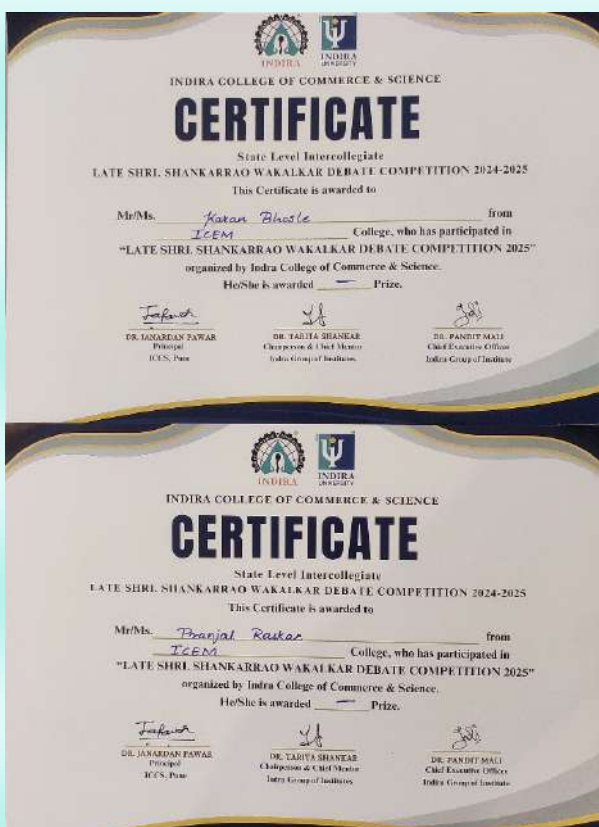 INDIRA
INDIRA
UNIVERSITY
INDIRA COLLEGE OF COMMERCE & SCIENCE
CERTIFICATE
State Level Intercollegiate
LATE SHRI. SHANKARRAO WAKALKAR DEBATE COMPETITION 2024-2025
This Certificate is awarded to
Mr/Ms. Karan Bhosle from
ICEM College, who has participated in
"LATE SHRI. SHANKARRAO WAKALKAR DEBATE COMPETITION 2025"
organized by Indra College of Commerce & Science.
He/She is awarded — Prize.
DR. JANARDAN PAWAR DR. TARITA SHANKAR DR. PANDIT MALI
Principal Chairperson & Chief Mentor Chief Executive Officer
ICCS, Pune Indra Group of Institutes Indira Group of Institute
INDIRA
INDIRA
UNIVERSITY
INDIRA COLLEGE OF COMMERCE & SCIENCE
CERTIFICATE
State Level Intercollegiate
LATE SHRI. SHANKARRAO WAKALKAR DEBATE COMPETITION 2024-2025
This Certificate is awarded to
Mr/Ms. Pranjal Raskar from
ICEM College, who has participated in
"LATE SHRI. SHANKARRAO WAKALKAR DEBATE COMPETITION 2025"
organized by Indra College of Commerce & Science.
He/She is awarded — Prize.
DR. JANARDAN PAWAR DR. TARITA SHANKAR DR. PANDIT MALI
Principal Chairperson & Chief Mentor Chief Executive Officer
ICCS, Pune Indra Group of Institutes Indira Group of Institute